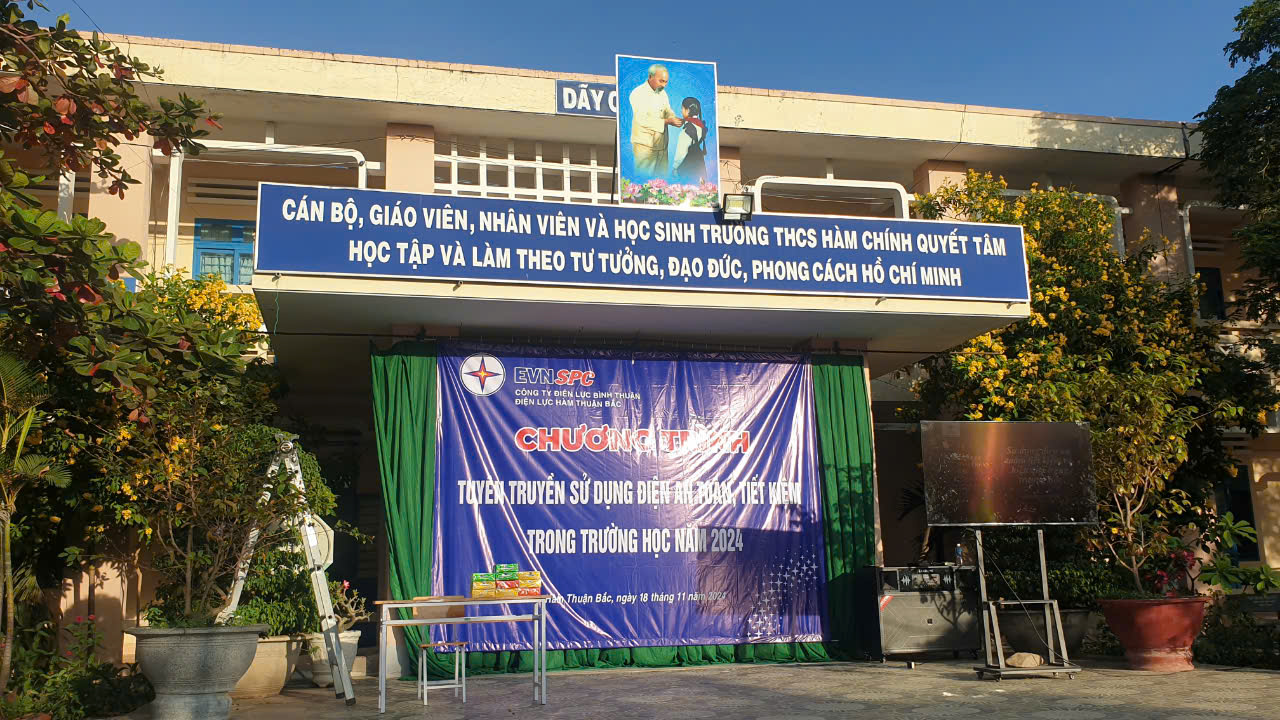 DÃY
CÁN BỘ, GIÁO VIÊN, NHÂN VIÊN VÀ HỌC SINH TRƯỜNG THCS HÀM CHÍNH QUYẾT TÂM
HỌC TẬP VÀ LÀM THEO TƯ TƯỞNG, ĐẠO ĐỨC, PHONG CÁCH HỒ CHÍ MINH
EVNSPC
CÔNG TY ĐIỆN LỰC BÌNH THUẬN
ĐIỆN LỰC HÀM THUẬN BẮC
CHƯƠNG TRÌNH
TUYÊN TRUYỀN SỬ DỤNG ĐIỆN AN TOÀN, TIẾT KIỆM
TRONG TRƯỜNG HỌC NĂM 2024
Hàm Thuận Bắc, ngày 18 tháng 11 năm 2024